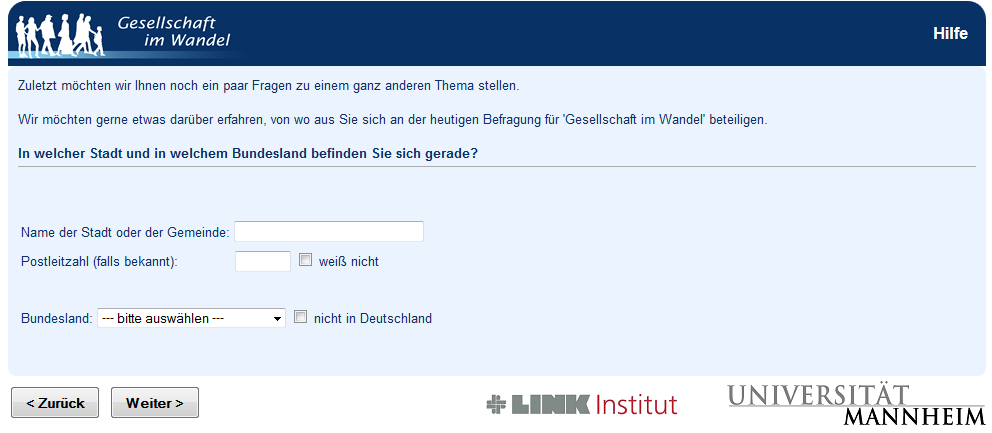 Gesellschaft
im Wandel
Hilfe
Zuletzt möchten wir Ihnen noch ein paar Fragen zu einem ganz anderen Thema stellen.
Wir möchten gerne etwas darüber erfahren, von wo aus Sie sich an der heutigen Befragung für 'Gesellschaft im Wandel' beteiligen.
In welcher Stadt und in welchem Bundesland befinden Sie sich gerade?
Name der Stadt oder der Gemeinde:
Postleitzahl (falls bekannt): weiß nicht
Bundesland: --- bitte auswählen --- nicht in Deutschland
< Zurück Weiter >
LINK Institut
UNIVERSITÄT
MANNHEIM